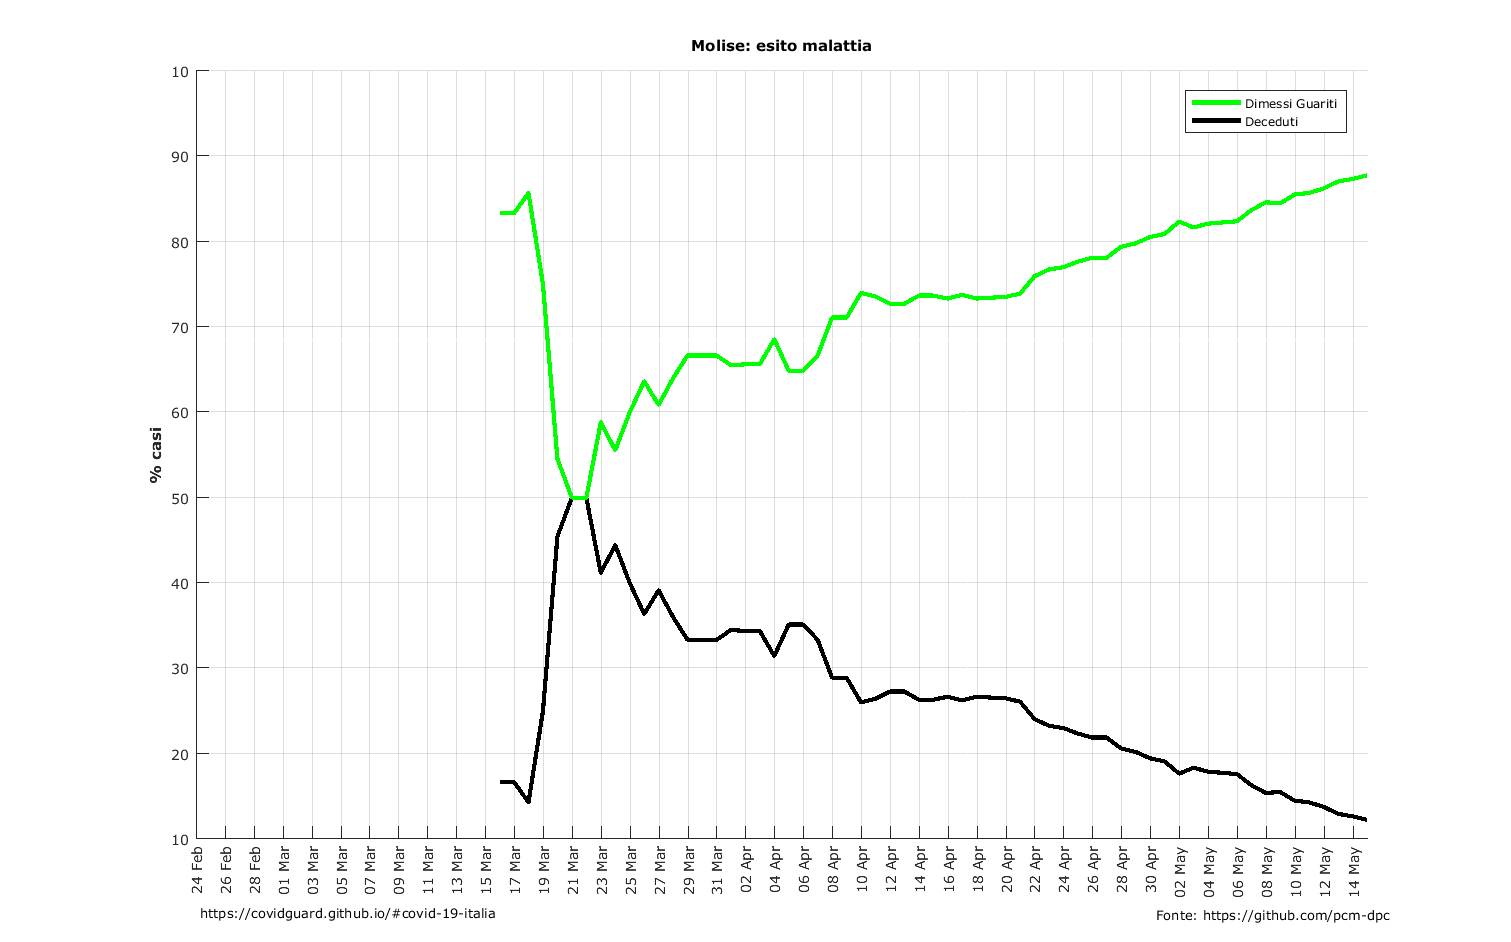 Molise: esito malattia
Dimessi Guariti
Deceduti
% casi
10
90
80
70
60
50
40
30
20
10
24 Feb
26 Feb
28 Feb
01 Mar
03 Mar
05 Mar
07 Mar
09 Mar
11 Mar
13 Mar
15 Mar
17 Mar
19 Mar
21 Mar
23 Mar
25 Mar
27 Mar
29 Mar
31 Mar
02 Apr
04 Apr
06 Apr
08 Apr
10 Apr
12 Apr
14 Apr
16 Apr
18 Apr
20 Apr
22 Apr
24 Apr
26 Apr
28 Apr
30 Apr
02 May
04 May
06 May
08 May
10 May
12 May
14 May
https://covidguard.github.io/#covid-19-italia
Fonte: https://github.com/pcm-dpc